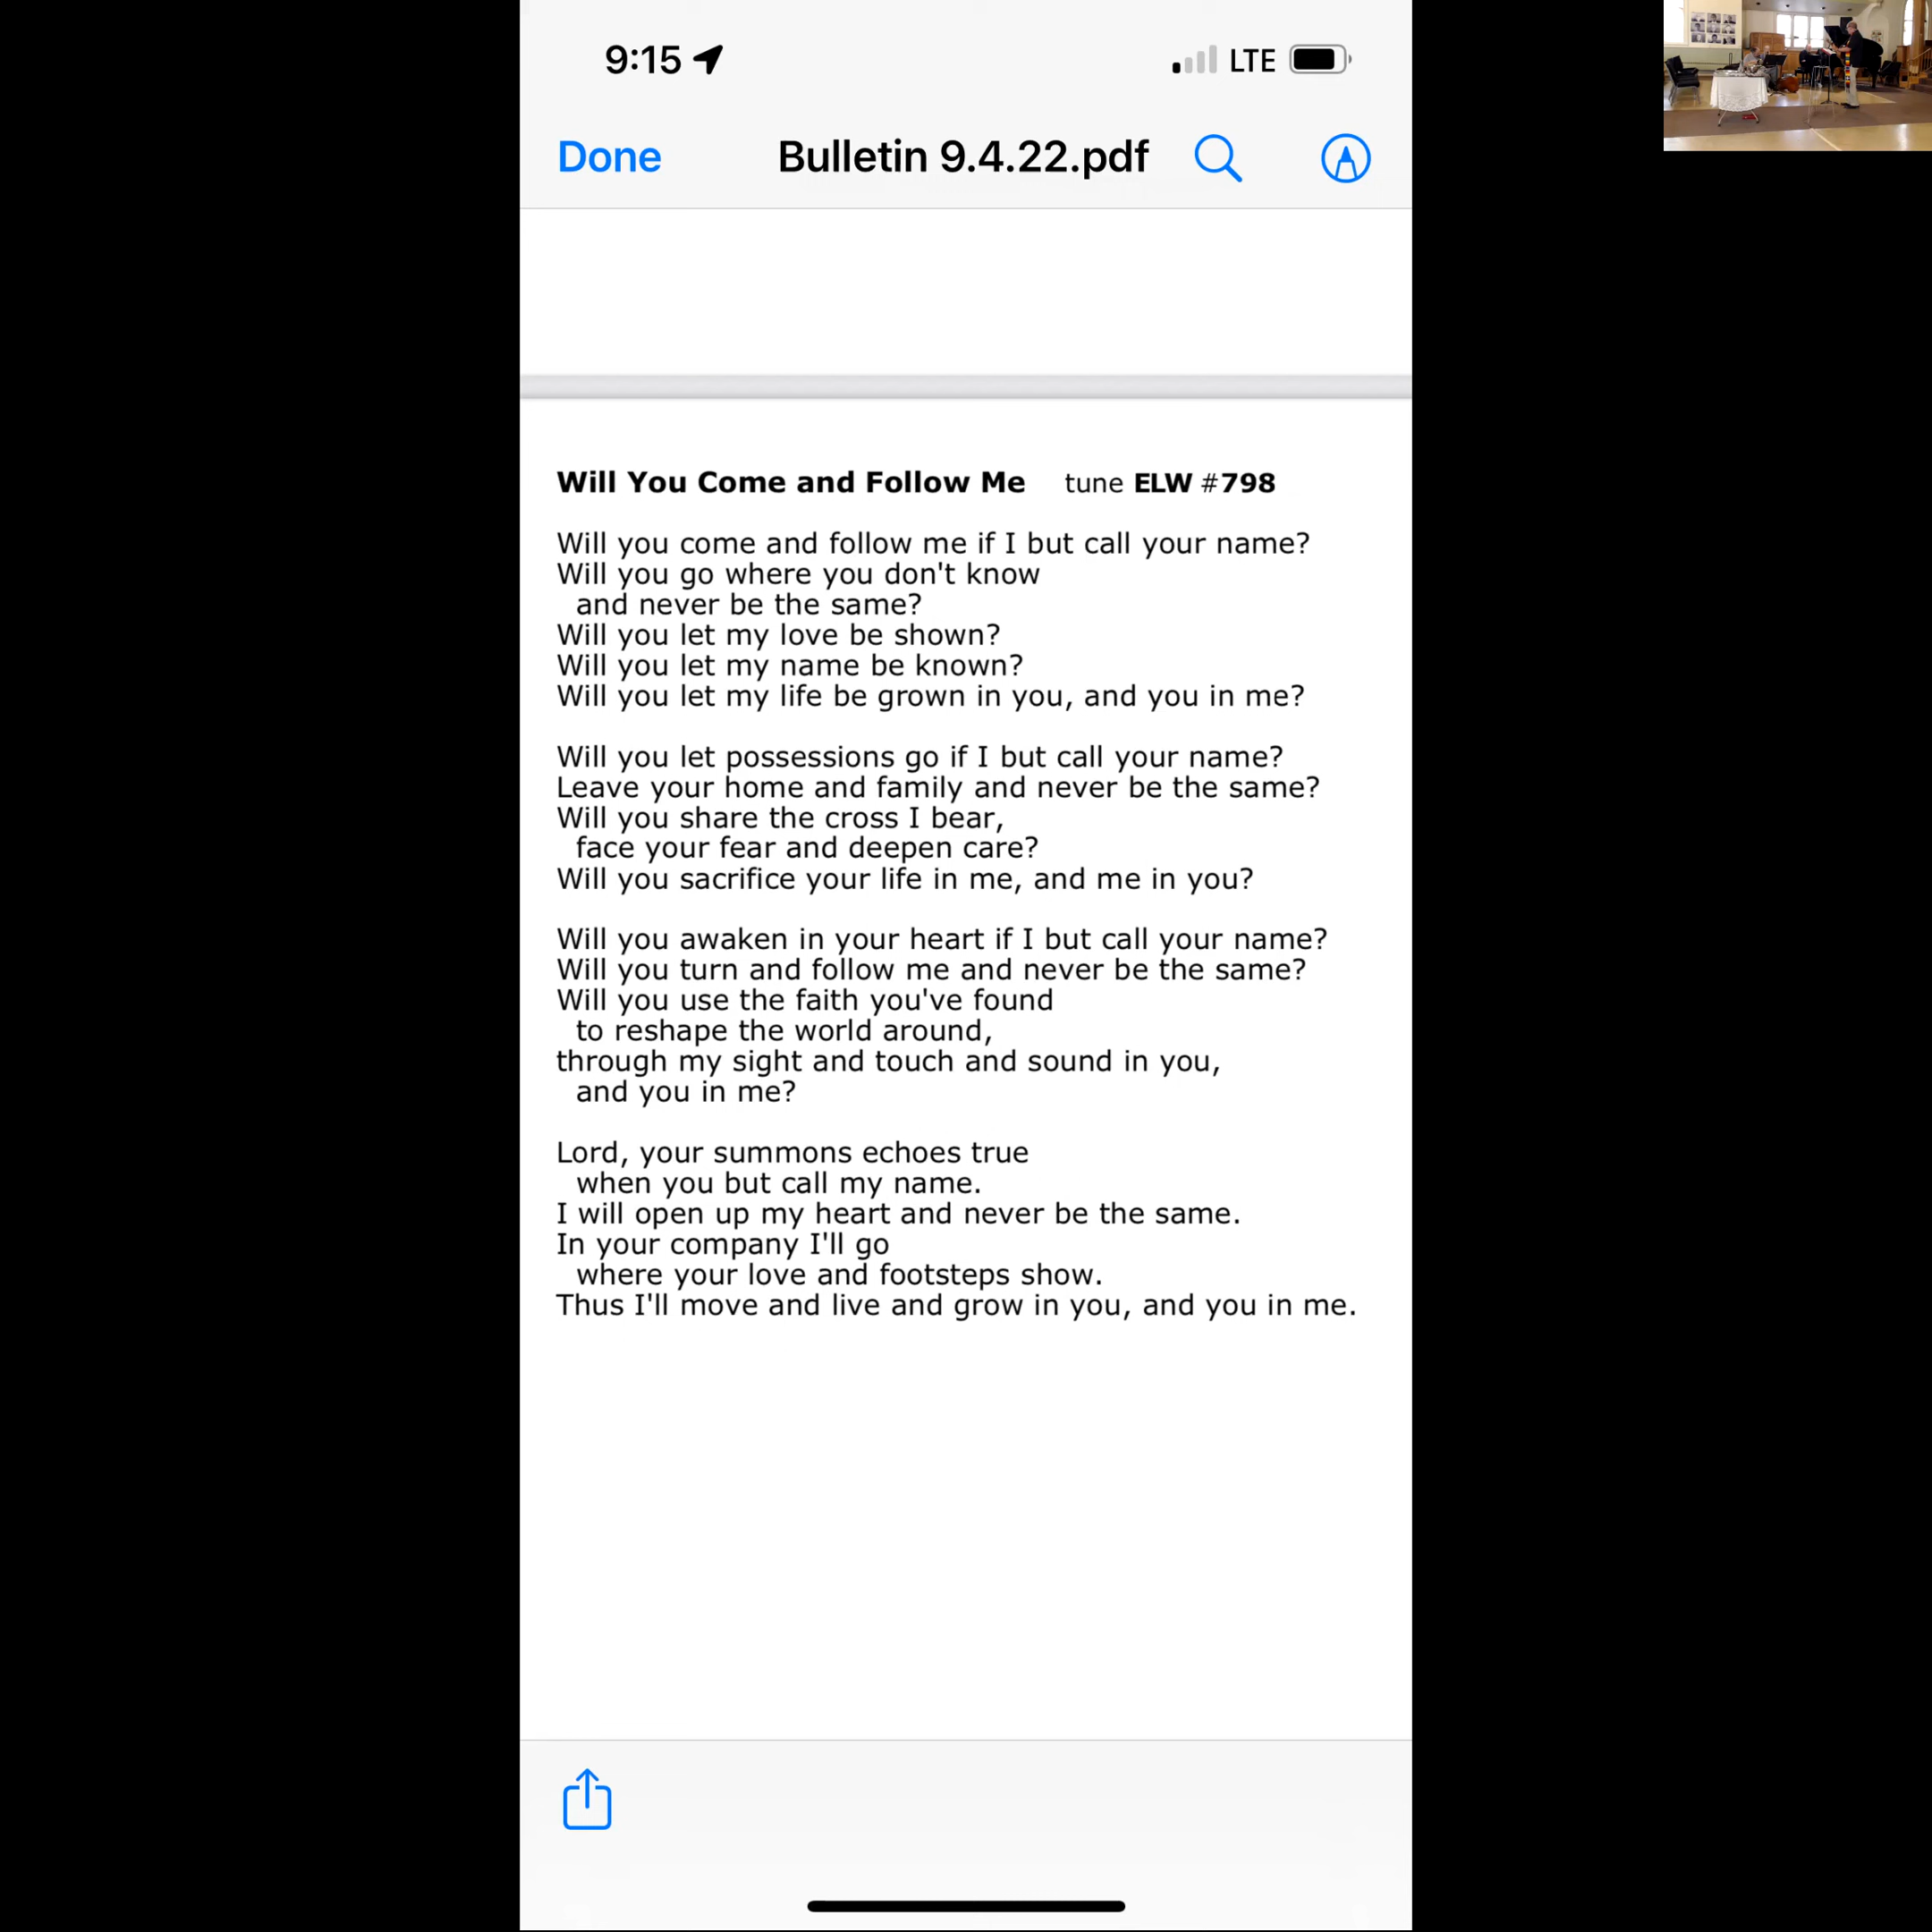 9:15 LTE
Done Bulletin 9.4.22.pdf
Will You Come and Follow Me tune ELW #798
Will you come and follow me if I but call your name?
Will you go where you don't know
and never be the same?
Will you let my love be shown?
Will you let my name be known?
Will you let my life be grown in you, and you in me?
Will you let possessions go if I but call your name?
Leave your home and family and never be the same?
Will you share the cross I bear,
face your fear and deepen care?
Will you sacrifice your life in me, and me in you?
Will you awaken in your heart if I but call your name?
Will you turn and follow me and never be the same?
Will you use the faith you've found
to reshape the world around,
through my sight and touch and sound in you,
and you in me?
Lord, your summons echoes true
when you but call my name.
I will open up my heart and never be the same.
In your company I'll go
where your love and footsteps show.
Thus I'll move and live and grow in you, and you in me.